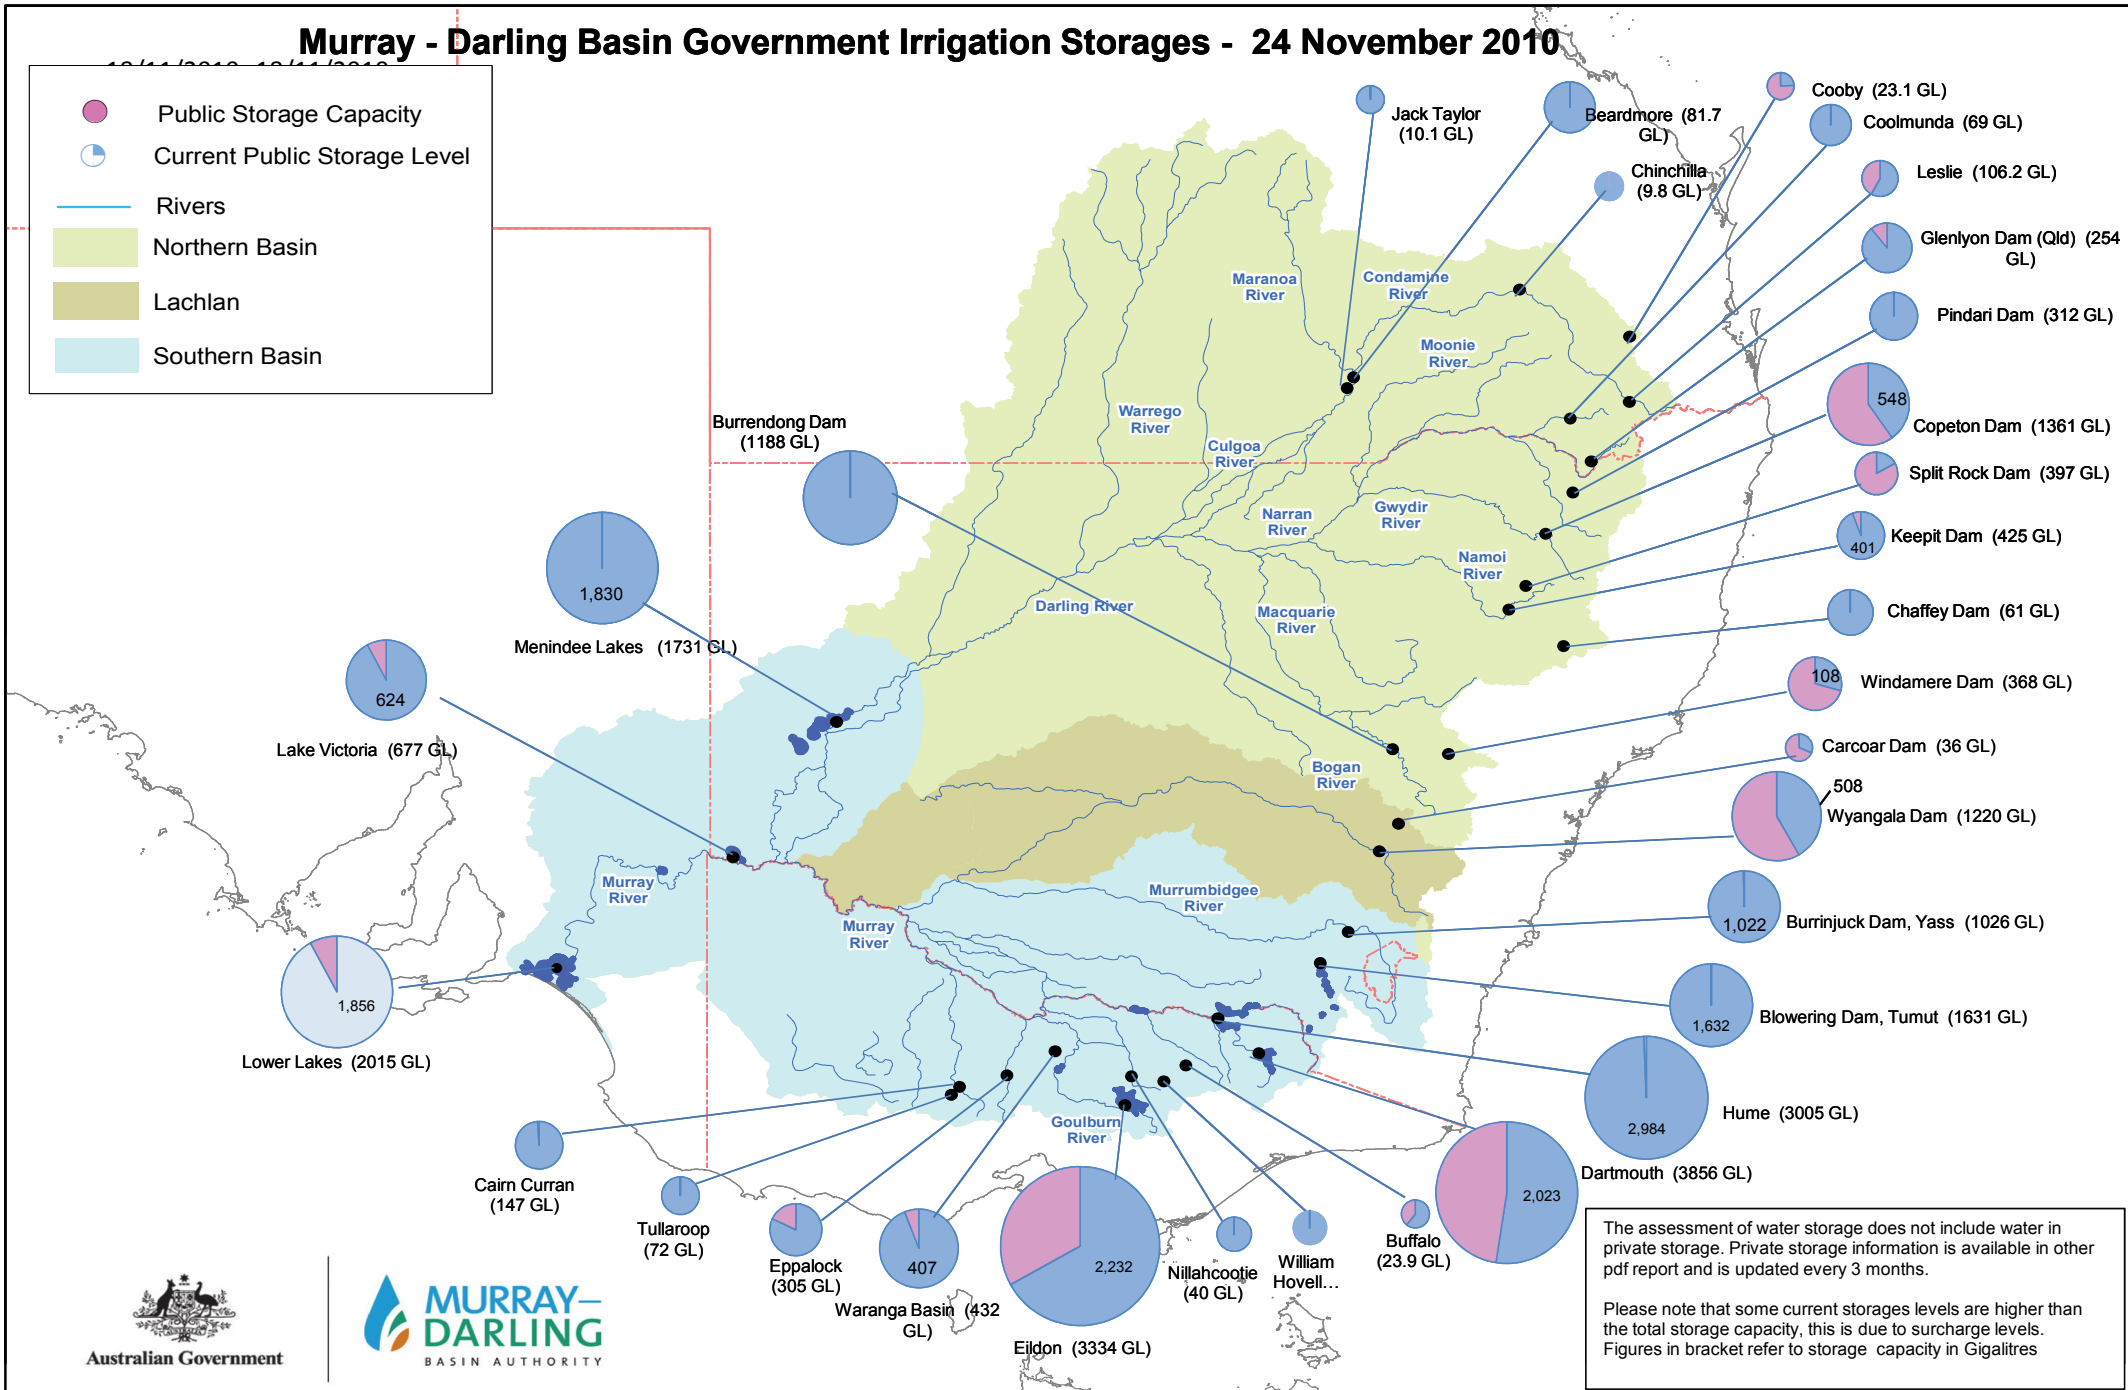 Murray - Darling Basin Government Irrigation Storages - 24 November 2010
Public Storage Capacity
Current Public Storage Level
Rivers
Northern Basin
Lachlan
Southern Basin
Jack Taylor
(10.1 GL)
Beardmore (81.7
GL)
Chinchilla
(9.8 GL)
Cooby (23.1 GL)
Coolmunda (69 GL)
Leslie (106.2 GL)
Glenlyon Dam (Qld) (254
GL)
Pindari Dam (312 GL)
548
Copeton Dam (1361 GL)
Split Rock Dam (397 GL)
401
Keepit Dam (425 GL)
Chaffey Dam (61 GL)
108
Windamere Dam (368 GL)
Carcoar Dam (36 GL)
508
Wyangala Dam (1220 GL)
1,022
Burrinjuck Dam, Yass (1026 GL)
1,632
Blowering Dam, Tumut (1631 GL)
2,984
Hume (3005 GL)
Dartmouth (3856 GL)
2,023
Burrendong Dam
(1188 GL)
1,830
Menindee Lakes (1731 GL)
624
Lake Victoria (677 GL)
1,856
Lower Lakes (2015 GL)
Cairn Curran
(147 GL)
Tullaroop
(72 GL)
Eppalock
(305 GL)
407
Waranga Basin (432
GL)
2,232
Eildon (3334 GL)
Nillahcootie
(40 GL)
William
Hovell...
Buffalo
(23.9 GL)
Maranoa
River
Condamine
River
Moonie
River
Warrego
River
Culgoa
River
Narran
River
Gwydir
River
Namoi
River
Darling River
Macquarie
River
Bogan
River
Murray
River
Murray
River
Murrumbidgee
River
Goulburn
River
The assessment of water storage does not include water in
private storage. Private storage information is available in other
pdf report and is updated every 3 months.
Please note that some current storages levels are higher than
the total storage capacity, this is due to surcharge levels.
Figures in bracket refer to storage capacity in Gigalitres
Australian Government
MURRAY–
DARLING
BASIN AUTHORITY